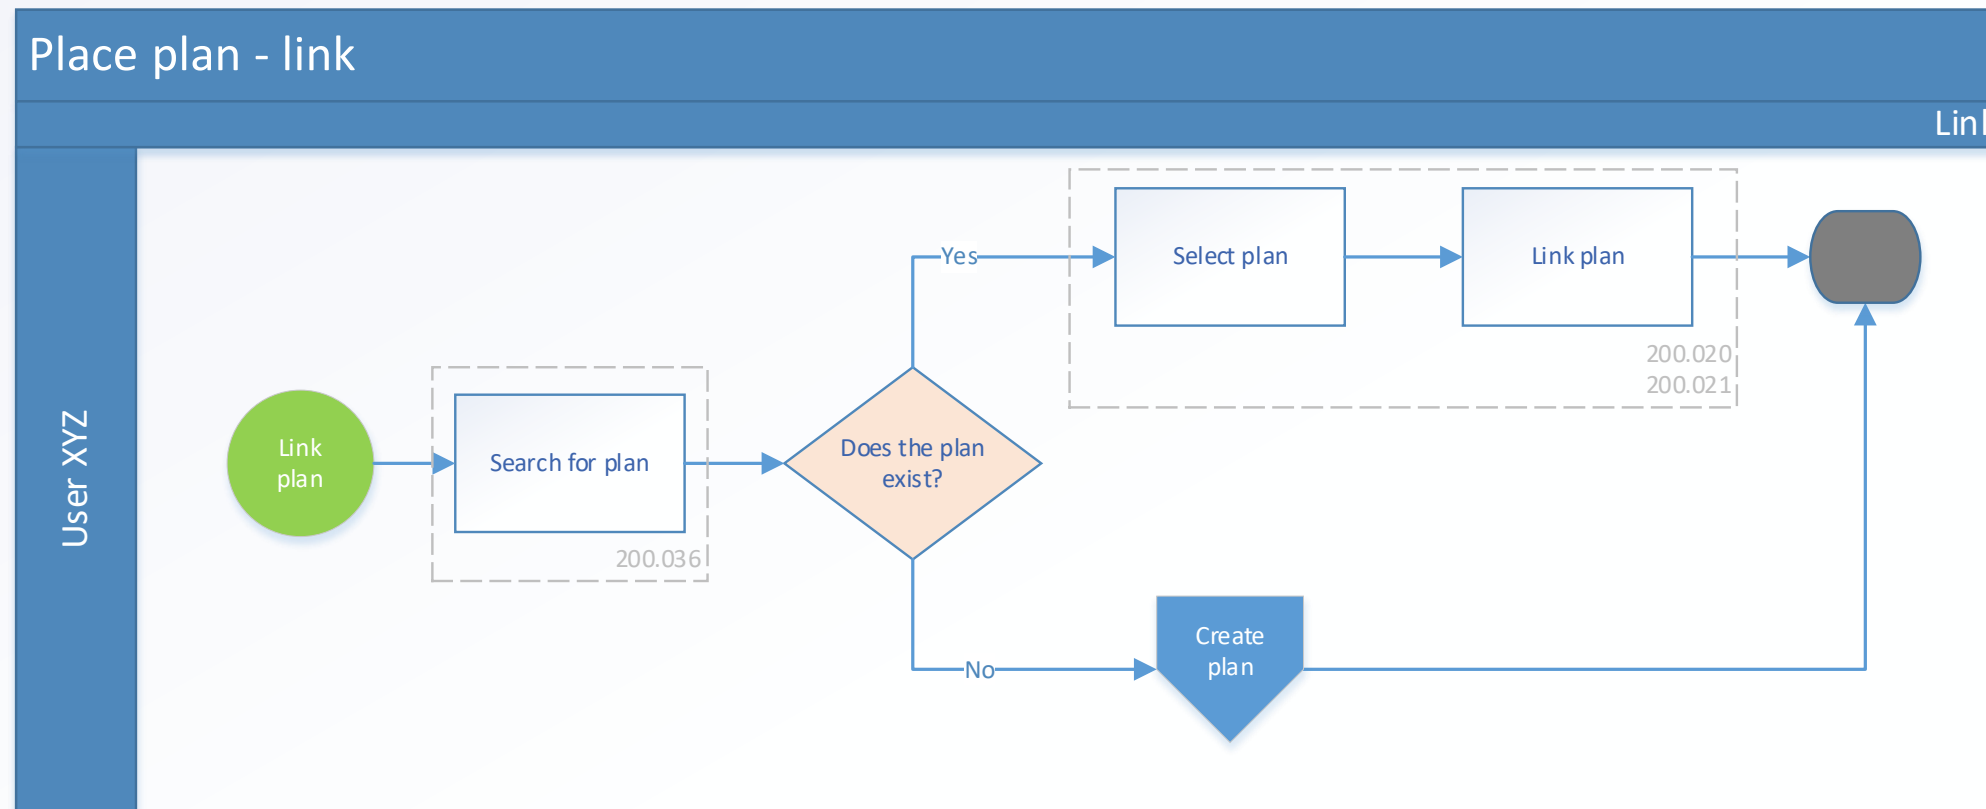 Place plan - link
User XYZ
Link
plan
Search for plan
200.036
Does the plan
exist?
Yes
Select plan
Link plan
200.020
200.021
No
Create
plan